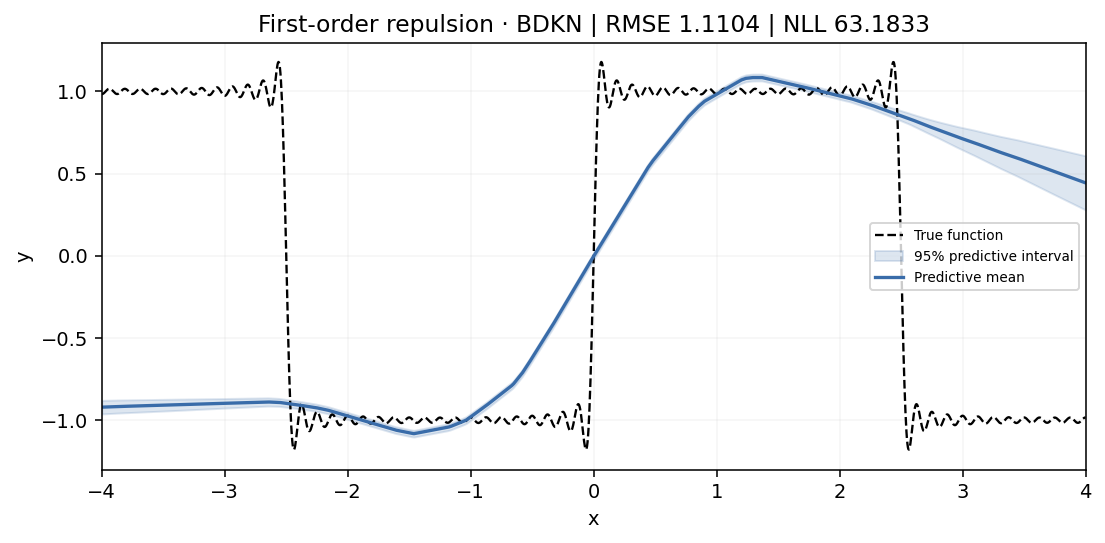 First-order repulsion · BDKN | RMSE 1.1104 | NLL 63.1833
1.0
0.5
0.0
−0.5
−1.0
y
True function
95% predictive interval
Predictive mean
−4 −3 −2 −1 0 1 2 3 4
x